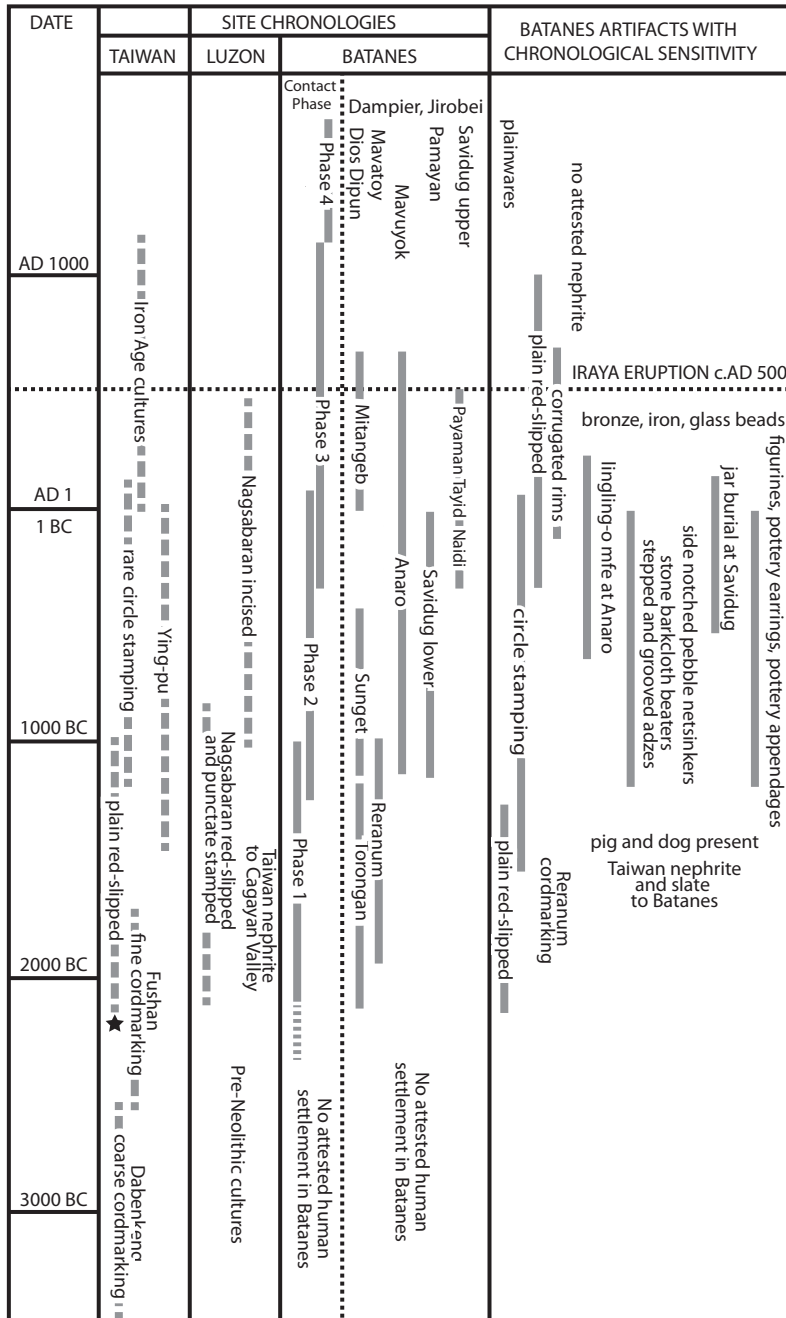 DATE
SITE CHRONOLOGIES
BATANES ARTIFACTS WITH
CHRONOLOGICAL SENSITIVITY
TAIWAN
LUZON
BATANES
AD 1000
AD 1
1 BC
1000 BC
2000 BC
3000 BC
Iron Age cultures
rare circle stamping
Ying-pu
plain red-slipped
Fushan
fine cordmarking
★
Dabenkeng
coarse cordmarking
Nagsabaran incised
Nagsabaran red-slipped
and punctate stamped
Taiwan nephrite
to Cagayan Valley
Pre-Neolithic cultures
Contact
Phase
Phase 4
Phase 3
Phase 2
Phase 1
No attested human
settlement in Batanes
Dampier, Jirobei
Mavatoy
Dios Dipun
Mavuyok
Pamayan
Savidug upper
Mitangeb
Anaro
Payaman
Tayid
Naidi
Savidug lower
Sunget
Reranum
Torongan
No attested human
settlement in Batanes
plainwares
no attested nephrite
plain red-slipped
IRAYA ERUPTION c.AD 500
corrugated rims
bronze, iron, glass beads
circle stamping
lingling-o mfe at Anaro
side notched pebble netsinkers
stone barkcloth beaters
stepped and grooved adzes
jar burial at Savidug
figurines, pottery earrings, pottery appendages
plain red-slipped
Reranum
cordmarking
pig and dog present
Taiwan nephrite
and slate
to Batanes